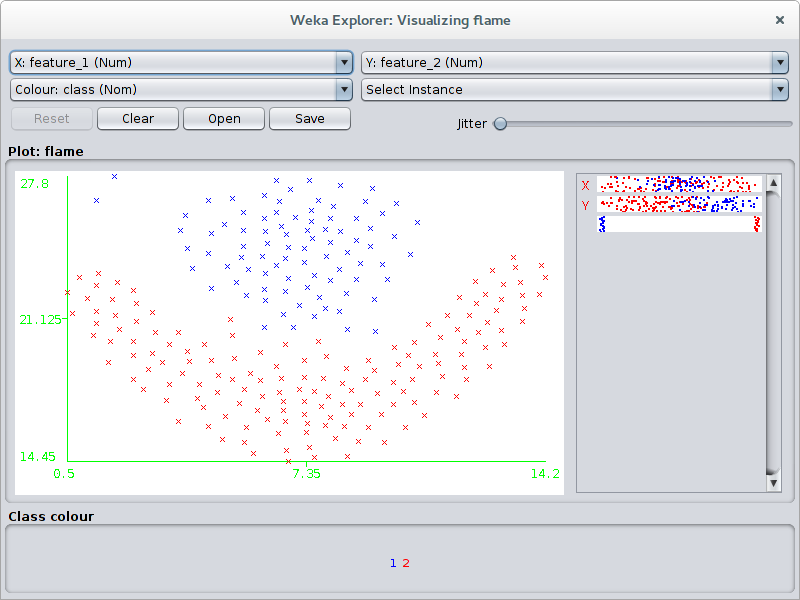 Weka Explorer: Visualizing flame
X: feature_1 (Num) Y: feature_2 (Num)
Colour: class (Nom) Select Instance
Reset Clear Open Save Jitter
Plot: flame
27.8
21.125
14.45
0.5 7.35 14.2
X
Y
Class colour
1 2